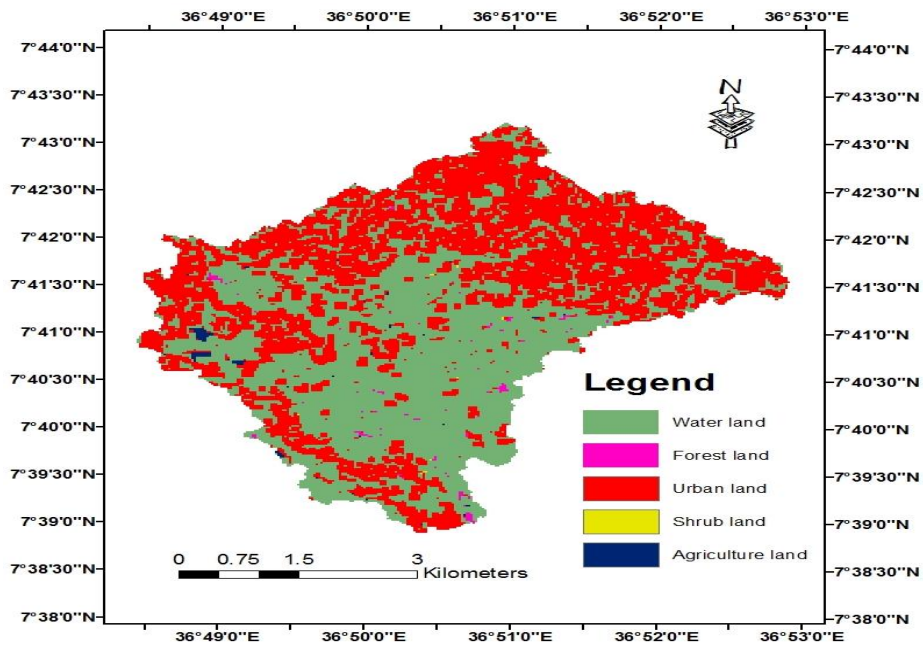 36°49'0"E 36°50'0"E 36°51'0"E 36°52'0"E 36°53'0"E
7°44'0"N 7°44'0"N
7°43'30"N 7°43'30"N
7°43'0"N 7°43'0"N
7°42'30"N 7°42'30"N
7°42'0"N 7°42'0"N
7°41'30"N 7°41'30"N
7°41'0"N 7°41'0"N
7°40'30"N 7°40'30"N
7°40'0"N 7°40'0"N
7°39'30"N 7°39'30"N
7°39'0"N 7°39'0"N
7°38'30"N 7°38'30"N
7°38'0"N 7°38'0"N
N
Legend
Water land
Forest land
Urban land
Shrub land
Agriculture land
0 0.75 1.5 3
Kilometers
36°49'0"E 36°50'0"E 36°51'0"E 36°52'0"E 36°53'0"E